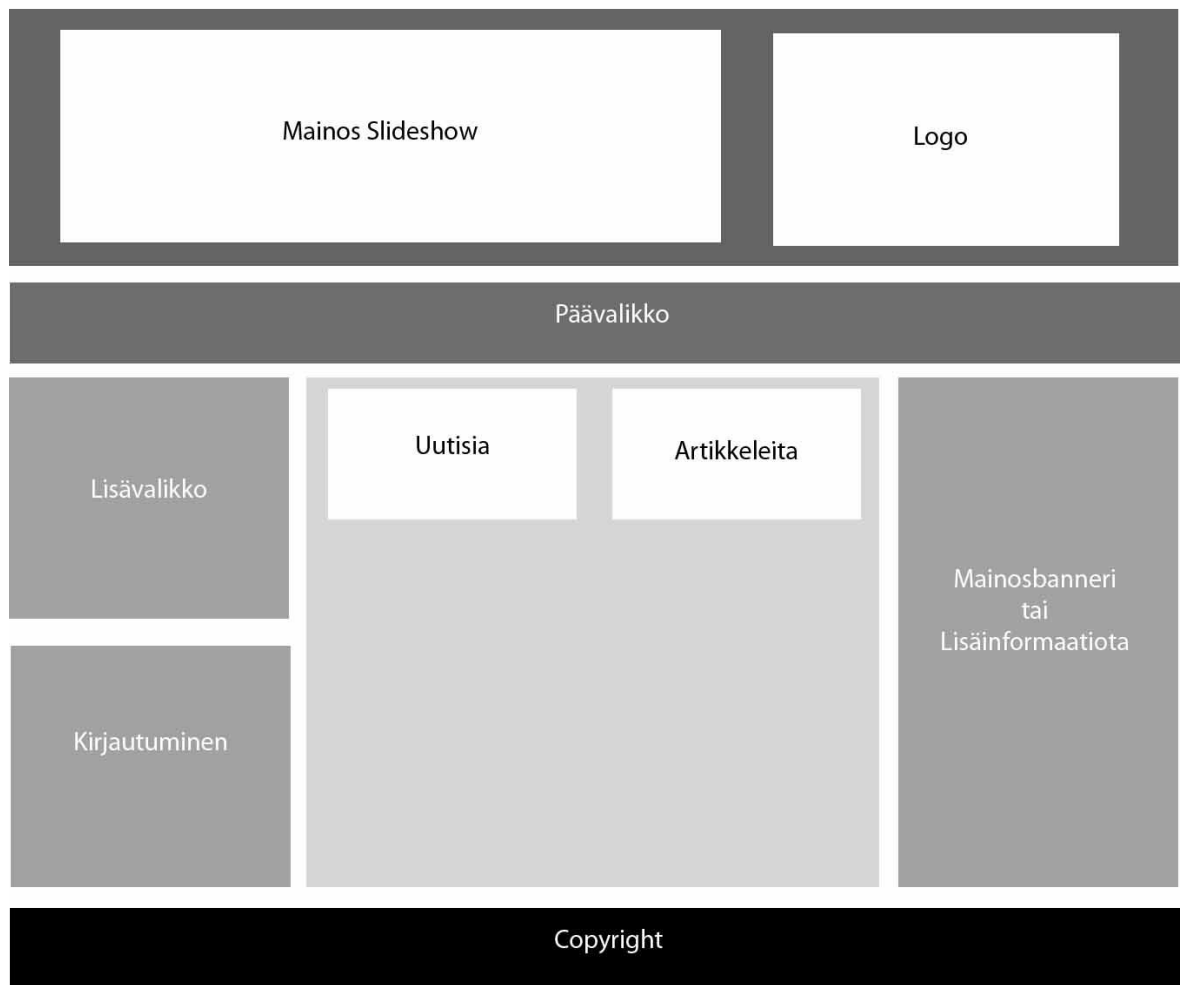 Mainos Slideshow
Logo
Päävalikko
Lisävalikko
Kirjautuminen
Uutisia
Artikkeleita
Mainosbanneri
tai
Lisäinformaatiota
Copyright